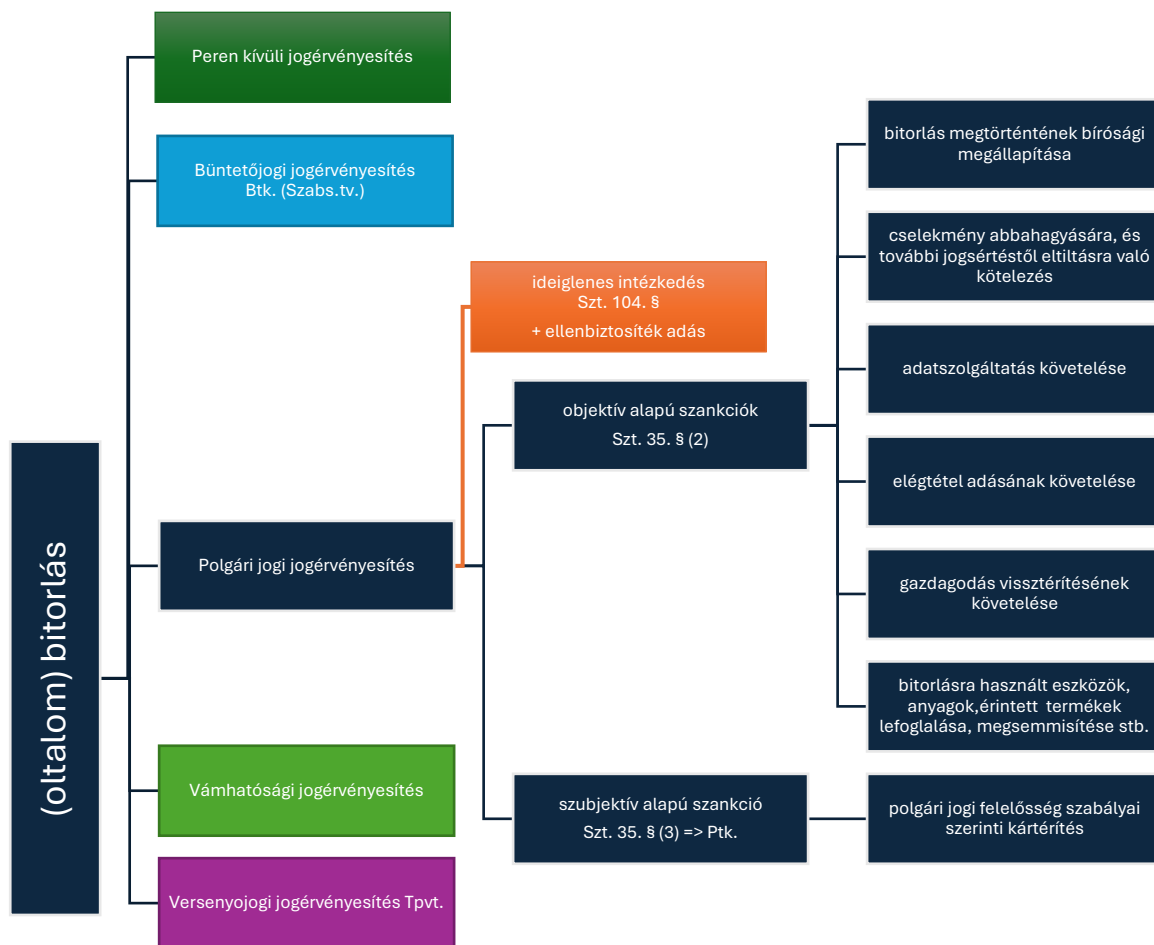 (oltalom) bitorlás
Peren kívüli jogérvényesítés
Büntetőjogi jogérvényesítés
Btk. (Szabs.tv.)
Polgári jogi jogérvényesítés
ideiglenes intézkedés
Szt. 104. §
+ ellenbiztosíték adás
objektív alapú szankciók
Szt. 35. § (2)
bitorlás megtörténtének bírósági
megállapítása
cselekmény abbahagyására, és
további jogsértéstől eltiltásra való
kötelezés
adatszolgáltatás követelése
elégtétel adásának követelése
gazdagodás vissztérítésének
követelése
bitorlásra használt eszközök,
anyagok,érintett termékek
lefoglalása, megsemmisítése stb.
szubjektív alapú szankció
Szt. 35. § (3) => Ptk.
polgári jogi felelősség szabályai
szerinti kártérítés
Vámhatósági jogérvényesítés
Versenyojogi jogérvényesítés Tpvt.